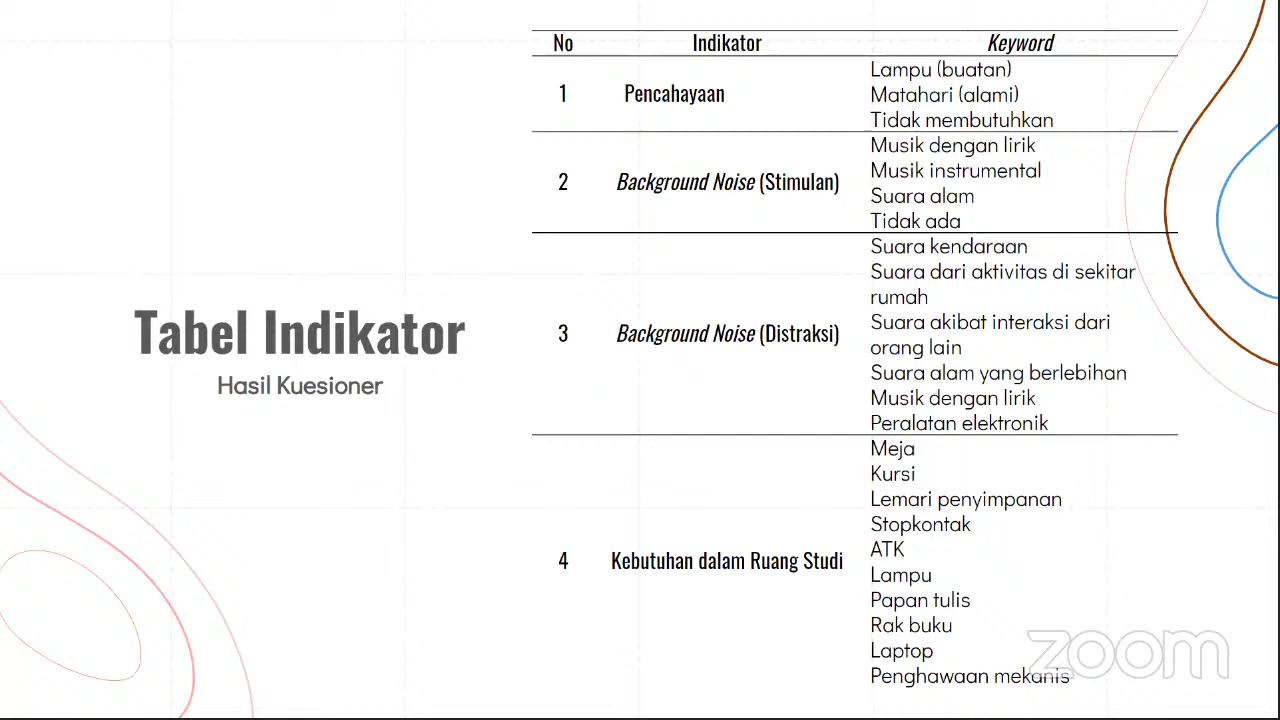 Tabel Indikator
Hasil Kuesioner
No Indikator Keyword
1 Pencahayaan
Lampu (buatan)
Matahari (alami)
Tidak membutuhkan
2 Background Noise (Stimulan)
Musik dengan lirik
Musik instrumental
Suara alam
Tidak ada
3 Background Noise (Distraksi)
Suara kendaraan
Suara dari aktivitas di sekitar
rumah
Suara akibat interaksi dari
orang lain
Suara alam yang berlebihan
Musik dengan lirik
Peralatan elektronik
4 Kebutuhan dalam Ruang Studi
Meja
Kursi
Lemari penyimpanan
Stopkontak
ATK
Lampu
Papan tulis
Rak buku
Laptop
Penghawaan mekanis
zoom